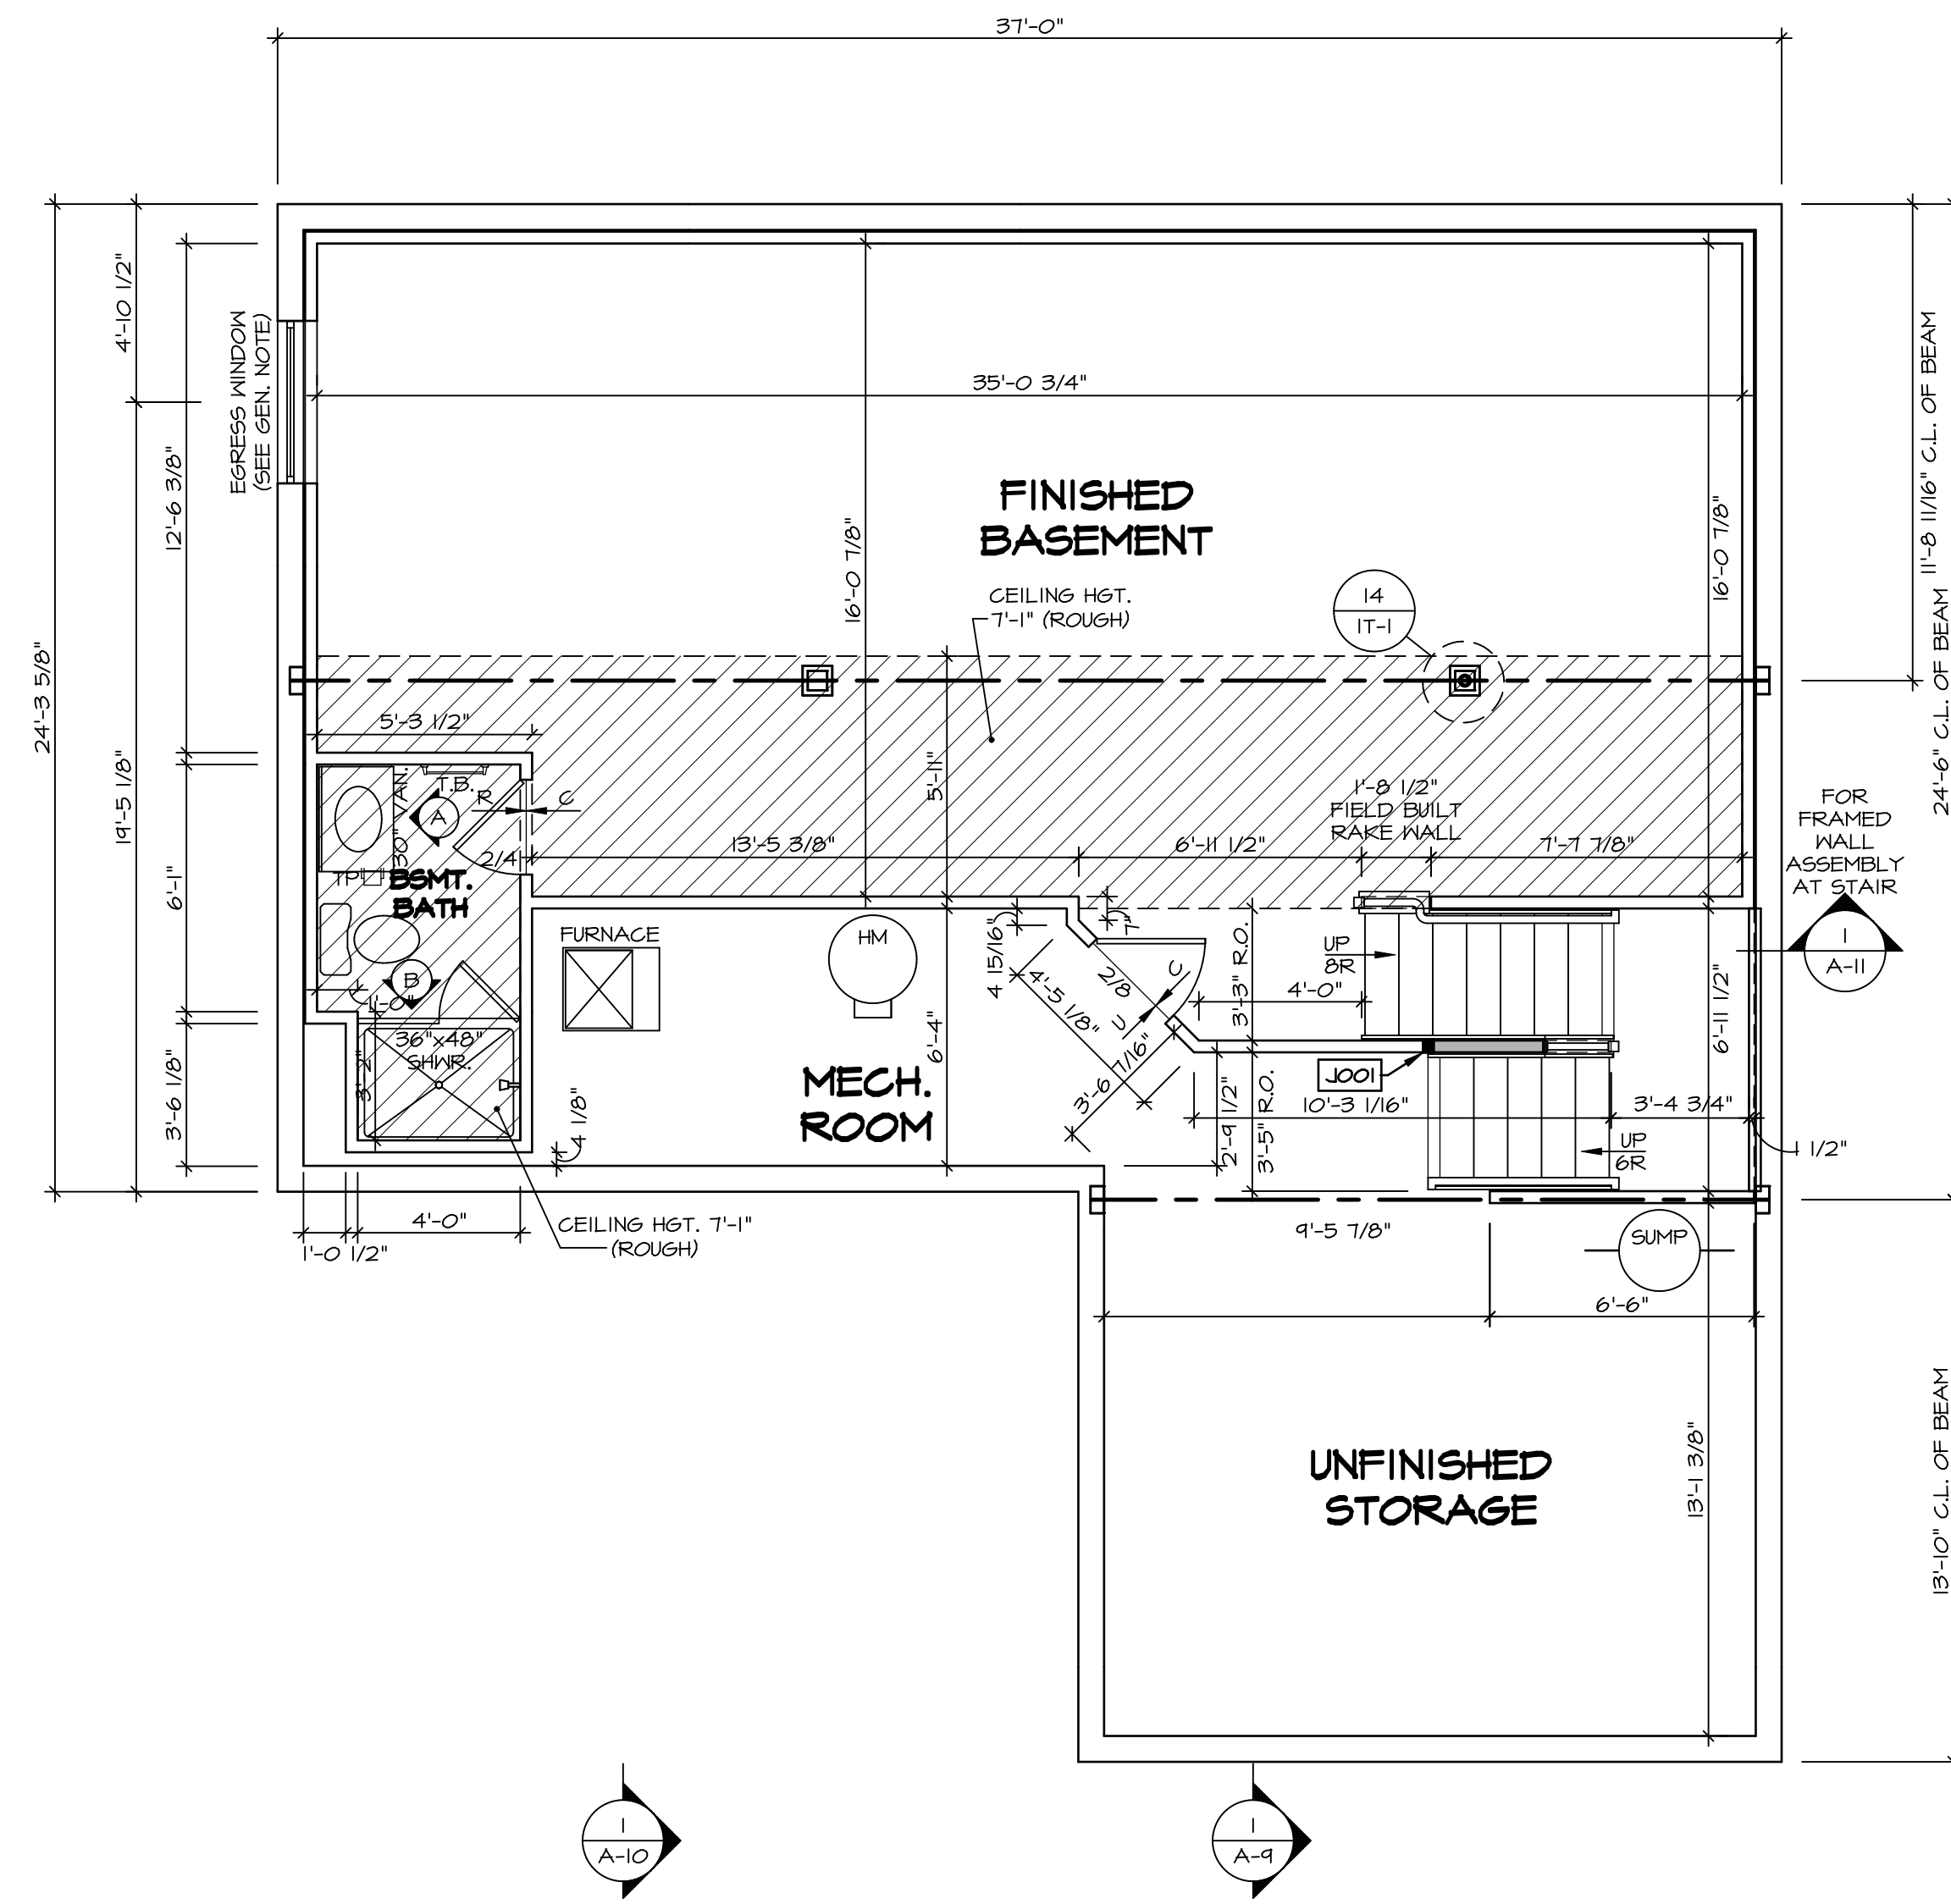 37'-0"
4'-10 1/2"
EGRESS WINDOW
(SEE GEN. NOTE)
12'-6 3/8"
24'-3 5/8"
19'-5 1/8"
35'-0 3/4"
FINISHED
BASEMENT
16'-0 7/8"
16'-0 7/8"
CEILING HGT.
7'-1" (ROUGH)
14
1T-1
11'-8 11/16" C.L. OF BEAM
24'-6" C.L. OF BEAM
5'-3 1/2"
5'-11"
1'-8 1/2"
FIELD BUILT
RAKE WALL
13'-5 3/8"
6'-11 1/2"
7'-7 7/8"
FOR
FRAMED
WALL
ASSEMBLY
AT STAIR
1
A-11
T.B.
R
C
A
30" VAN.
2/4
TP
BSMT.
BATH
6'-1"
B
1'-0"
36"x48"
SHWR.
3'-2"
3'-6 1/8"
FURNACE
HM
4 15/16"
7"
2/8
C
U
4'-5 1/8"
3'-6 7/16"
3'-3" R.O.
4'-0"
UP
8R
6'-11 1/2"
6'-4"
MECH.
ROOM
J001
10'-3 1/16"
3'-4 3/4"
2'-9 1/2"
3'-5" R.O.
UP
6R
1 1/2"
4 1/8"
4'-0"
1'-0 1/2"
CEILING HGT. 7'-1"
(ROUGH)
9'-5 7/8"
SUMP
6'-6"
UNFINISHED
STORAGE
13'-1 3/8"
13'-10" C.L. OF BEAM
1
A-10
1
A-9